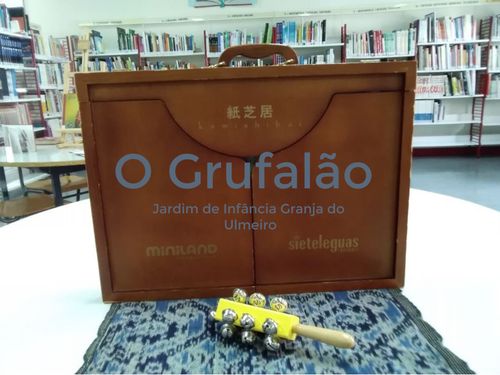 紙芝居
kamishibai
O Grufalão
Jardim de Infância Granja do
Ulmeiro
miniland
sieteleguas